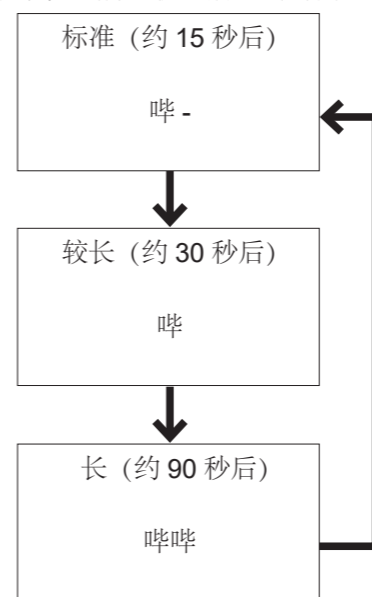 标准（约 15 秒后）
哔 -
较长（约 30 秒后）
哔
长（约 90 秒后）
哔哔